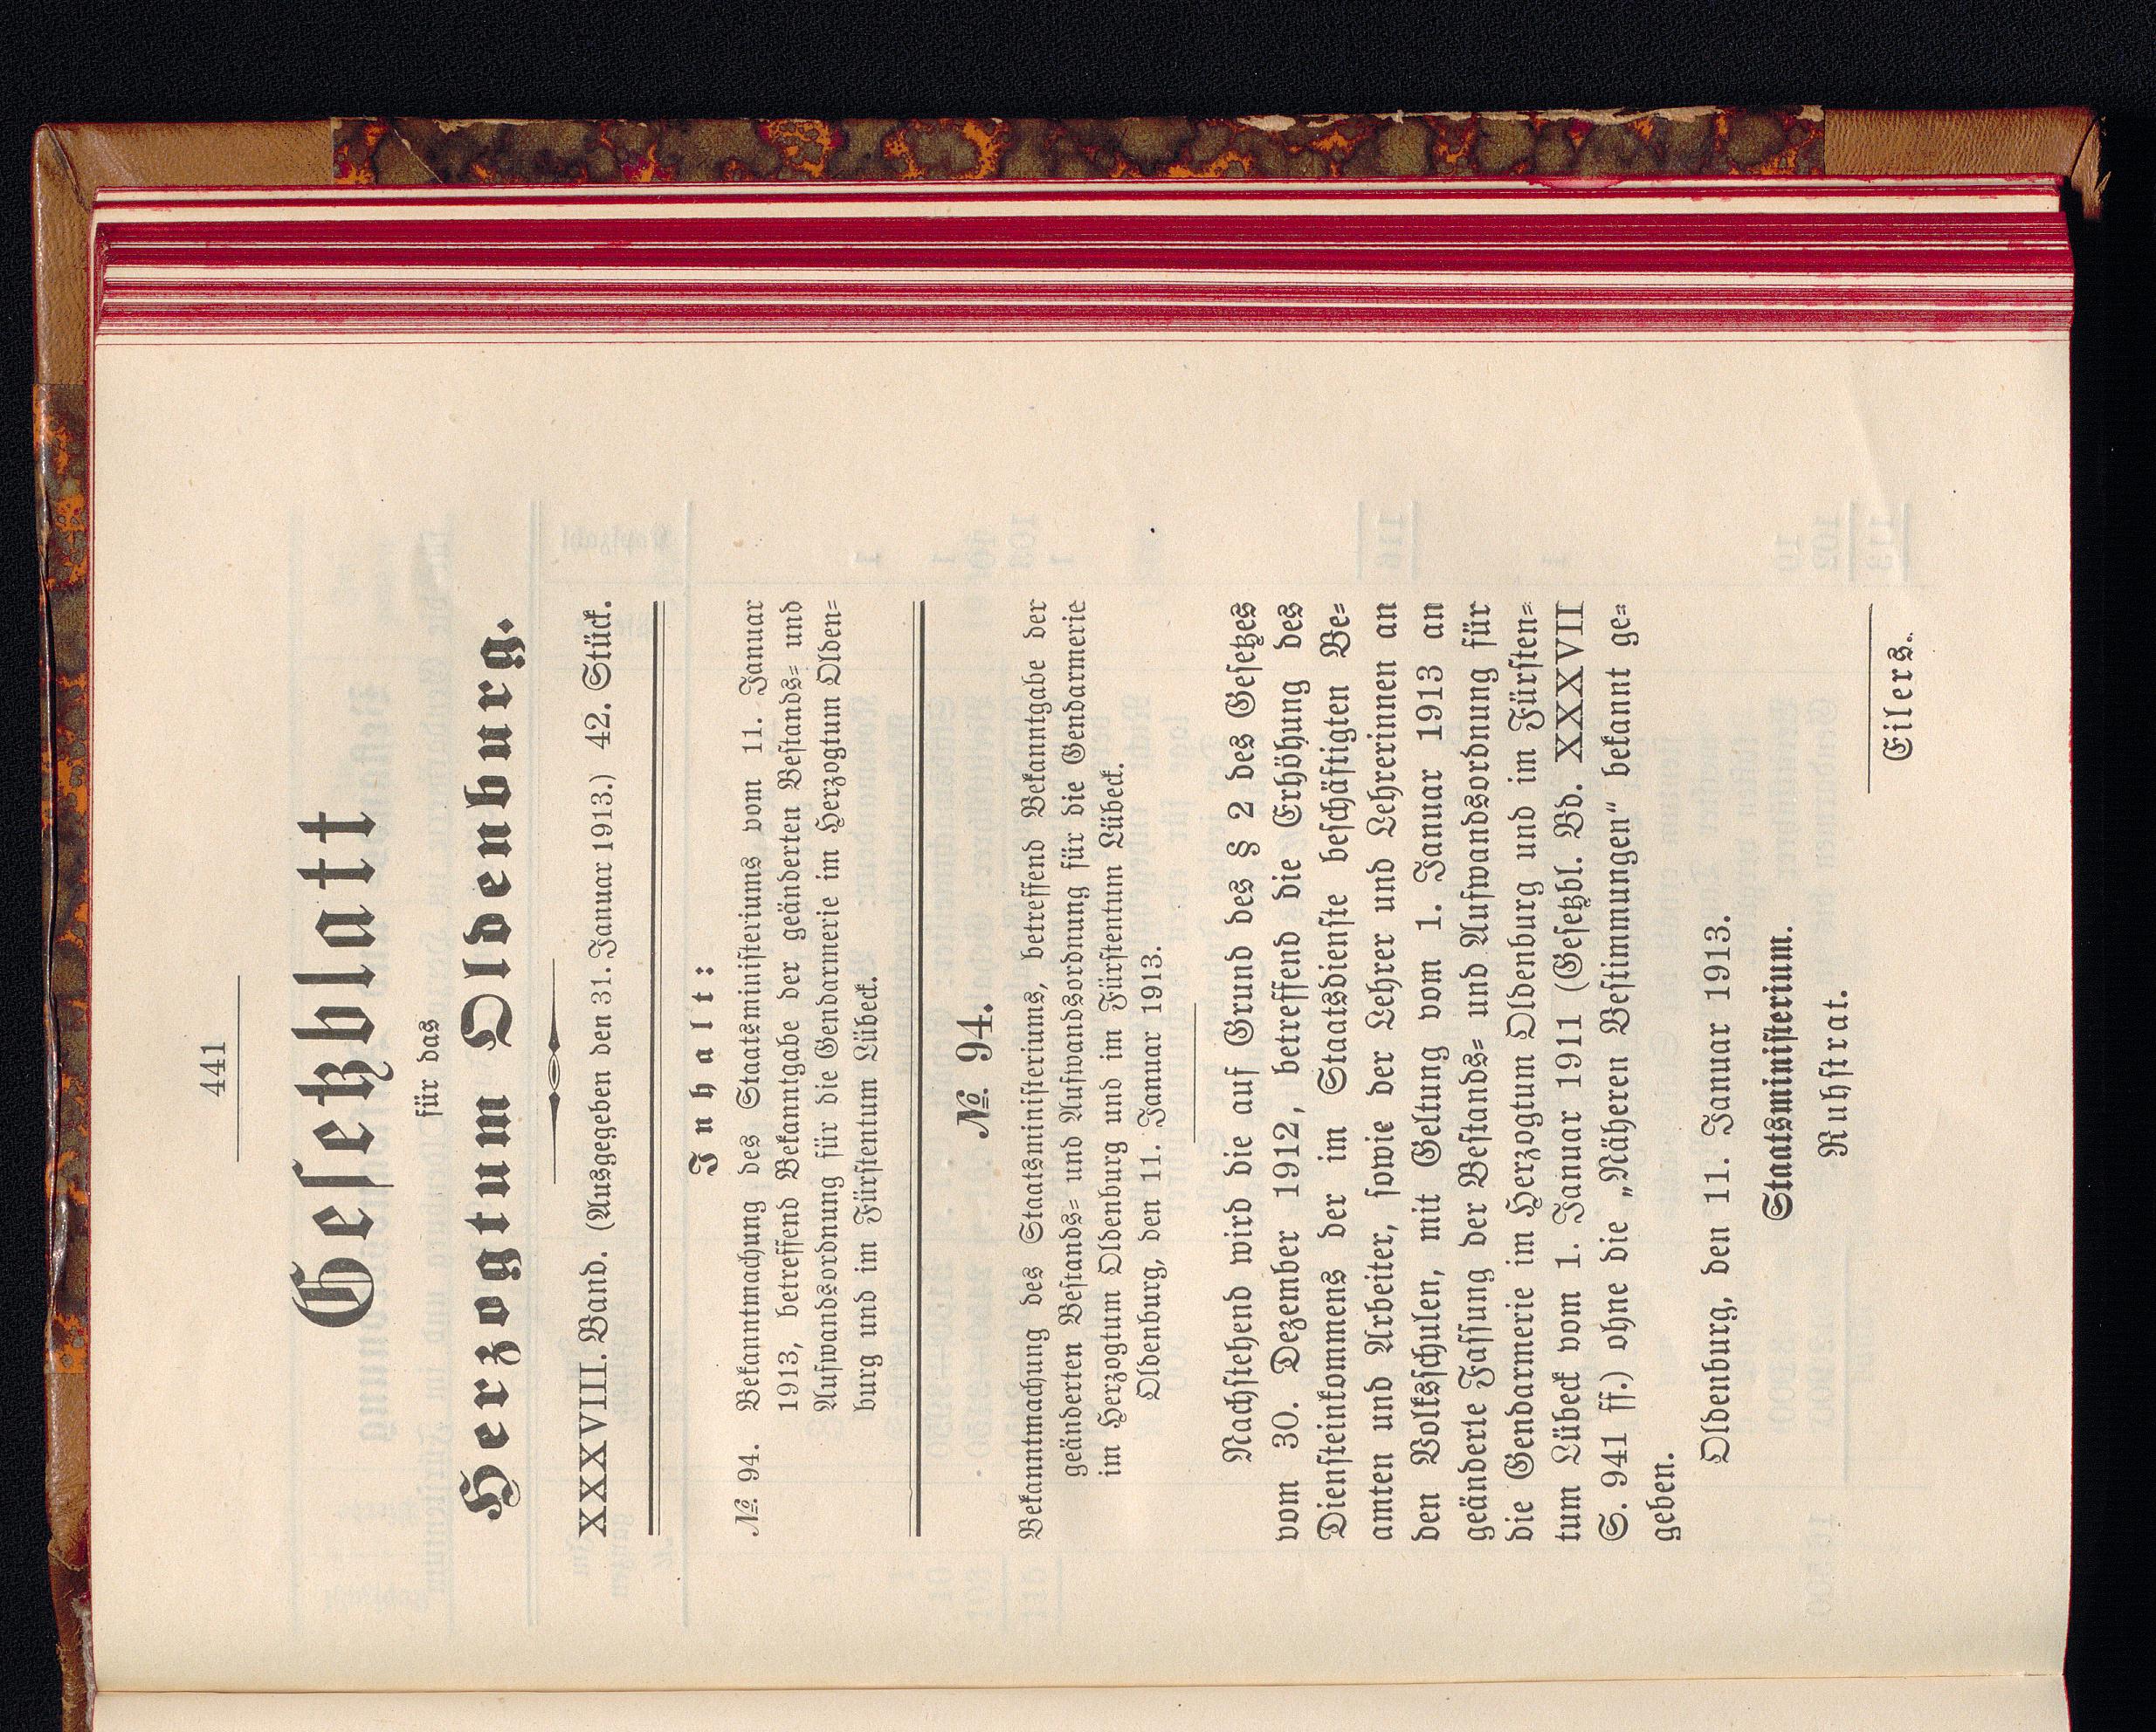 441
Gesetzblatt
für das
Herzogtum Oldenburg.
XXXVIII. Band. (Ausgegeben den 31. Januar 1913.) 42. Stück.
Inhalt:
№ 94. Bekanntmachung des Staatsministeriums vom 11. Januar
1913, betreffend Bekanntgabe der geänderten Bestands= und
Aufwandsordnung für die Gendarmerie im Herzogtum Olden=
burg und im Fürstentum Lübeck.
№ 94.
Bekanntmachung des Staatsministeriums, betreffend Bekanntgabe der
geänderten Bestands= und Aufwandsordnung für die Gendarmerie
im Herzogtum Oldenburg und im Fürstentum Lübeck.
Oldenburg, den 11. Januar 1913.
Nachstehend wird die auf Grund des § 2 des Gesetzes
vom 30. Dezember 1912, betreffend die Erhöhung des
Diensteinkommens der im Staatsdienste beschäftigten Be=
amten und Arbeiter, sowie der Lehrer und Lehrerinnen an
den Volksschulen, mit Geltung vom 1. Januar 1913 an
geänderte Fassung der Bestands= und Aufwandsordnung für
die Gendarmerie im Herzogtum Oldenburg und im Fürsten=
tum Lübeck vom 1. Januar 1911 (Gesetzbl. Bd. XXXVII
S. 941 ff.) ohne die „Näheren Bestimmungen“ bekannt ge=
geben.
Oldenburg, den 11. Januar 1913.
Staatsministerium.
Ruhstrat.
Eilers.